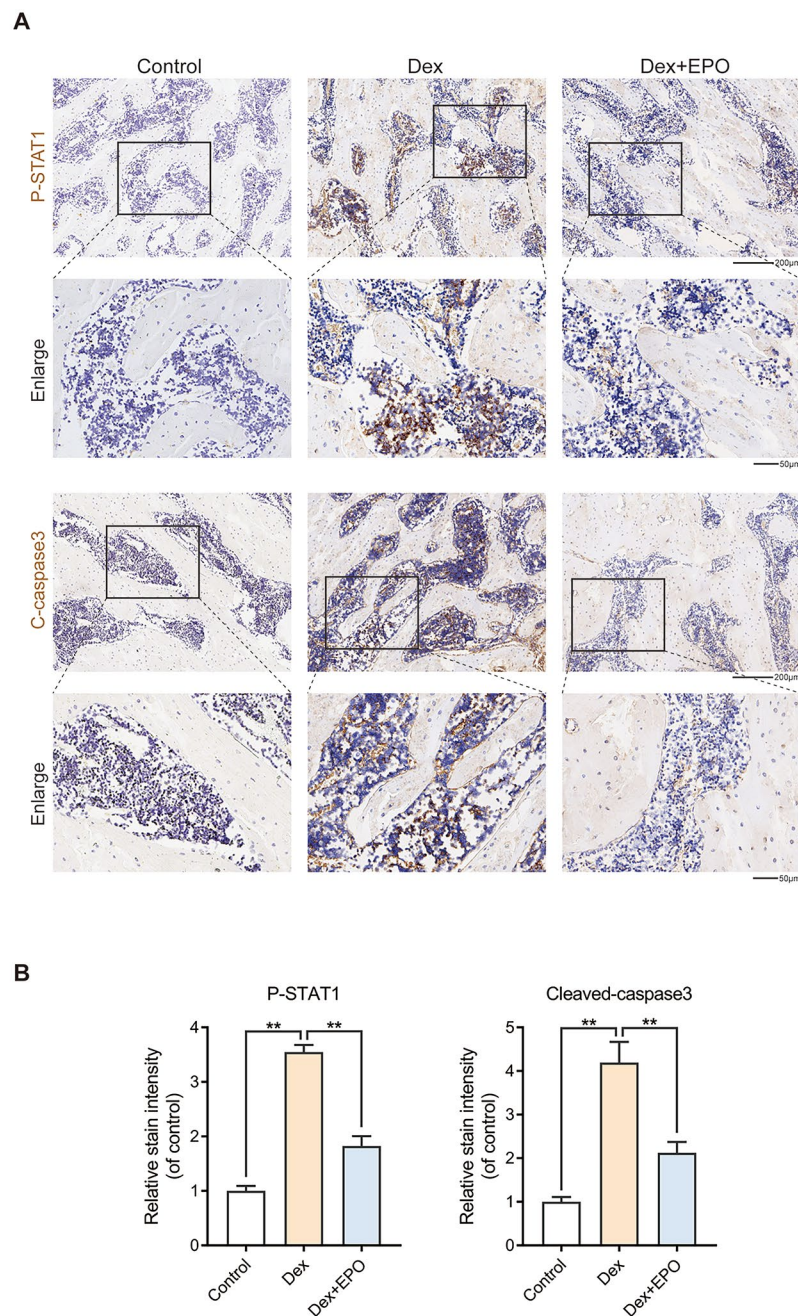 A
Control
Dex
Dex+EPO
P-STAT1
200µm
Enlarge
50µm
C-caspase3
200µm
Enlarge
50µm
B
P-STAT1
Relative stain intensity
(of control)
4
3
2
1
0
**
**
Control
Dex
Dex+EPO
Cleaved-caspase3
Relative stain intensity
(of control)
5
4
3
2
1
0
**
**
Control
Dex
Dex+EPO